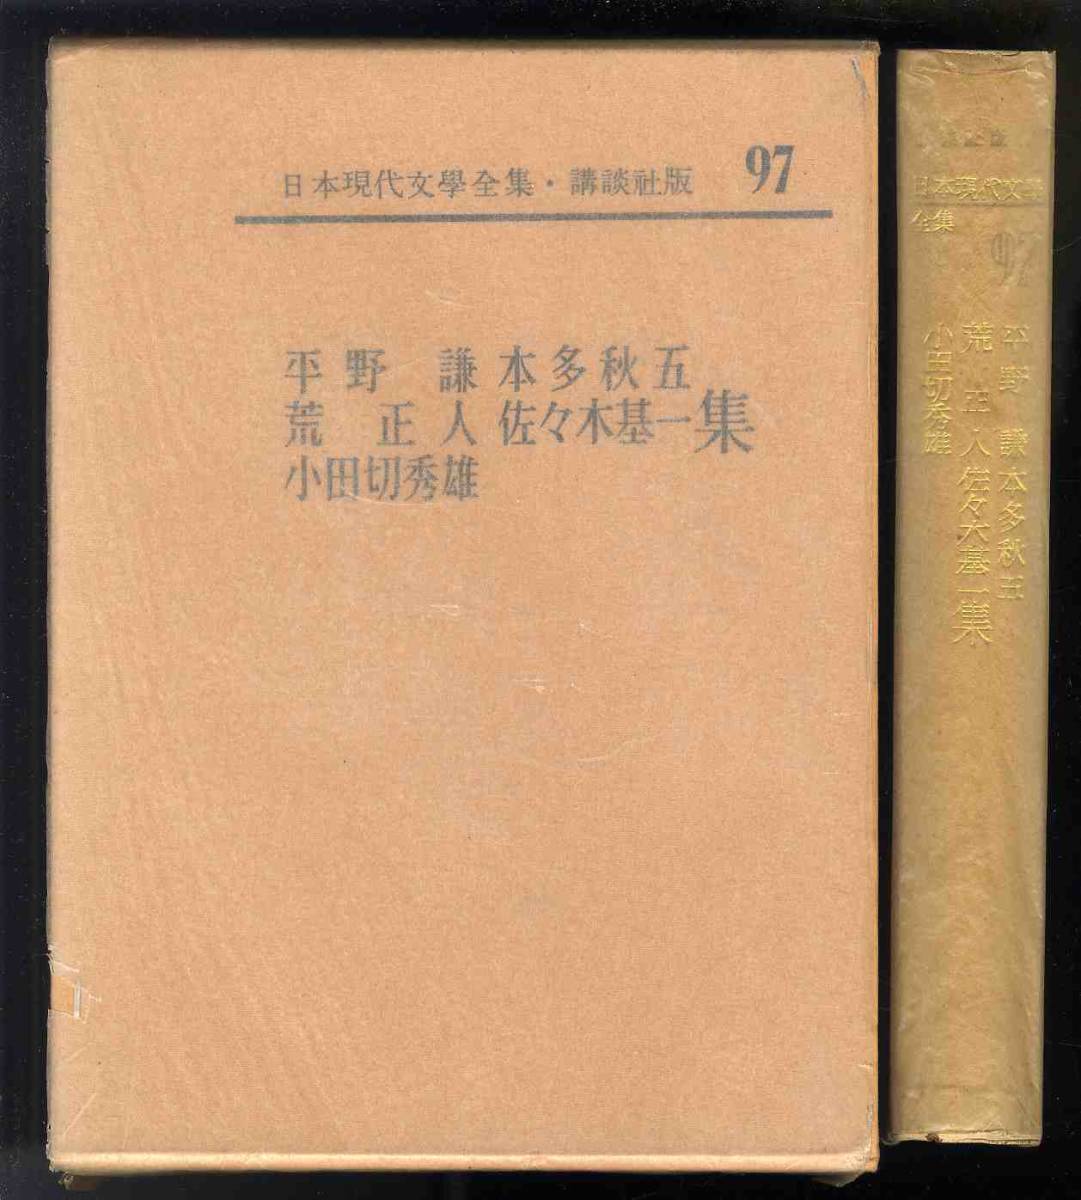 日本現代文學全集・講談社版 97
平野 謙 本多秋五
荒 正人 佐々木基一集
小田切秀雄
日本現代文學
全集
97
平野 謙 本多秋五
荒 正人 佐々木基一集
小田切秀雄